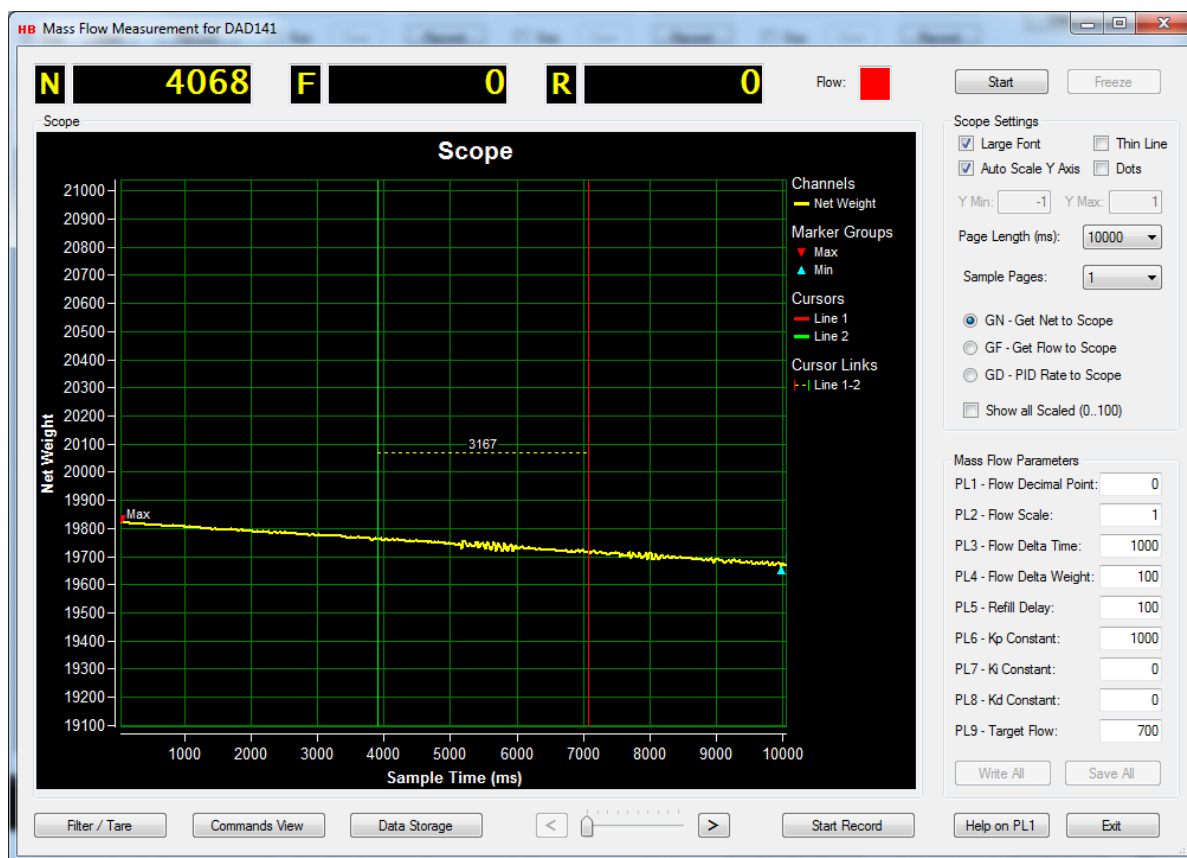 HB Mass Flow Measurement for DAD141
N 4068 F 0 R 0 Flow: Start Freeze
Scope
Scope
21000
20900
20800
20700
20600
20500
20400
20300
20200
20100
20000
19900
19800
19700
19600
19500
19400
19300
19200
19100
Net Weight
Max
3167
1000 2000 3000 4000 5000 6000 7000 8000 9000 10000
Sample Time (ms)
Channels
Net Weight
Marker Groups
Max
Min
Cursors
Line 1
Line 2
Cursor Links
Line 1-2
Scope Settings
Large Font Thin Line
Auto Scale Y Axis Dots
Y Min: -1 Y Max: 1
Page Length (ms): 10000
Sample Pages: 1
GN - Get Net to Scope
GF - Get Flow to Scope
GD - PID Rate to Scope
Show all Scaled (0..100)
Mass Flow Parameters
PL1 - Flow Decimal Point: 0
PL2 - Flow Scale: 1
PL3 - Flow Delta Time: 1000
PL4 - Flow Delta Weight: 100
PL5 - Refill Delay: 100
PL6 - Kp Constant: 1000
PL7 - Ki Constant: 0
PL8 - Kd Constant: 0
PL9 - Target Flow: 700
Write All Save All
Filter / Tare Commands View Data Storage < > Start Record Help on PL1 Exit